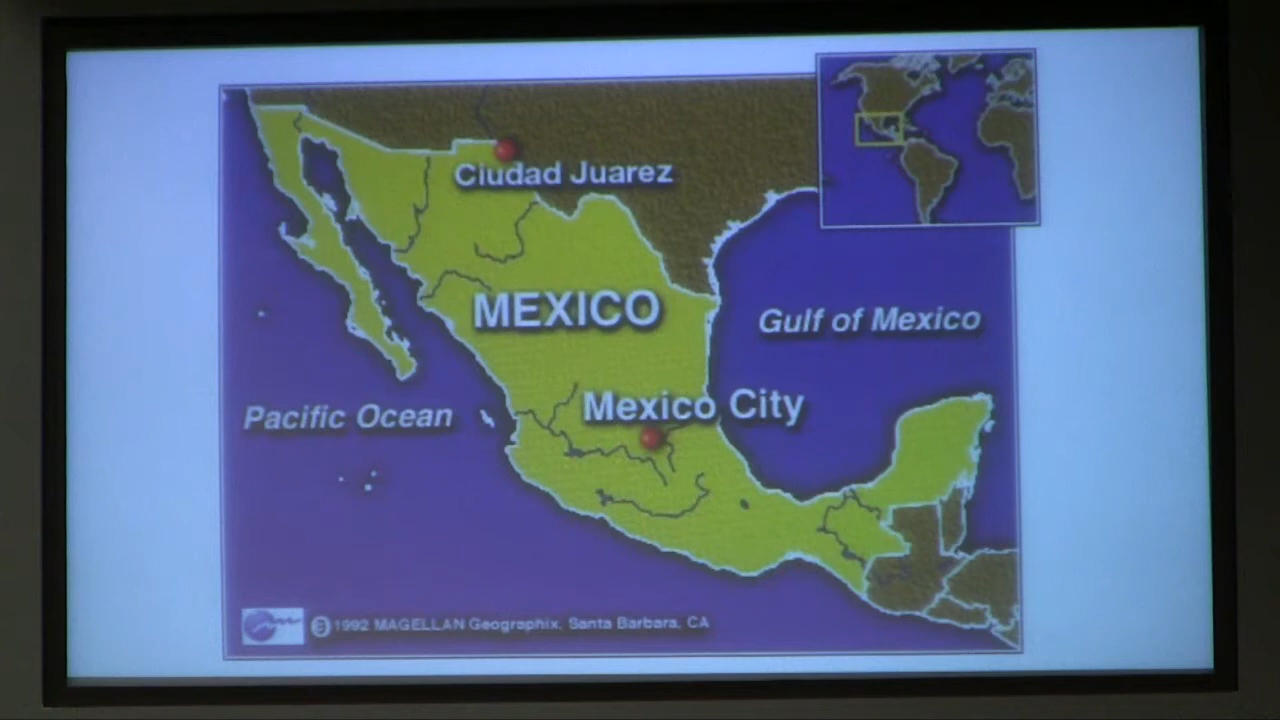 Ciudad Juarez
MEXICO
Gulf of Mexico
Mexico City
Pacific Ocean
© 1992 MAGELLAN Geographix, Santa Barbara, CA